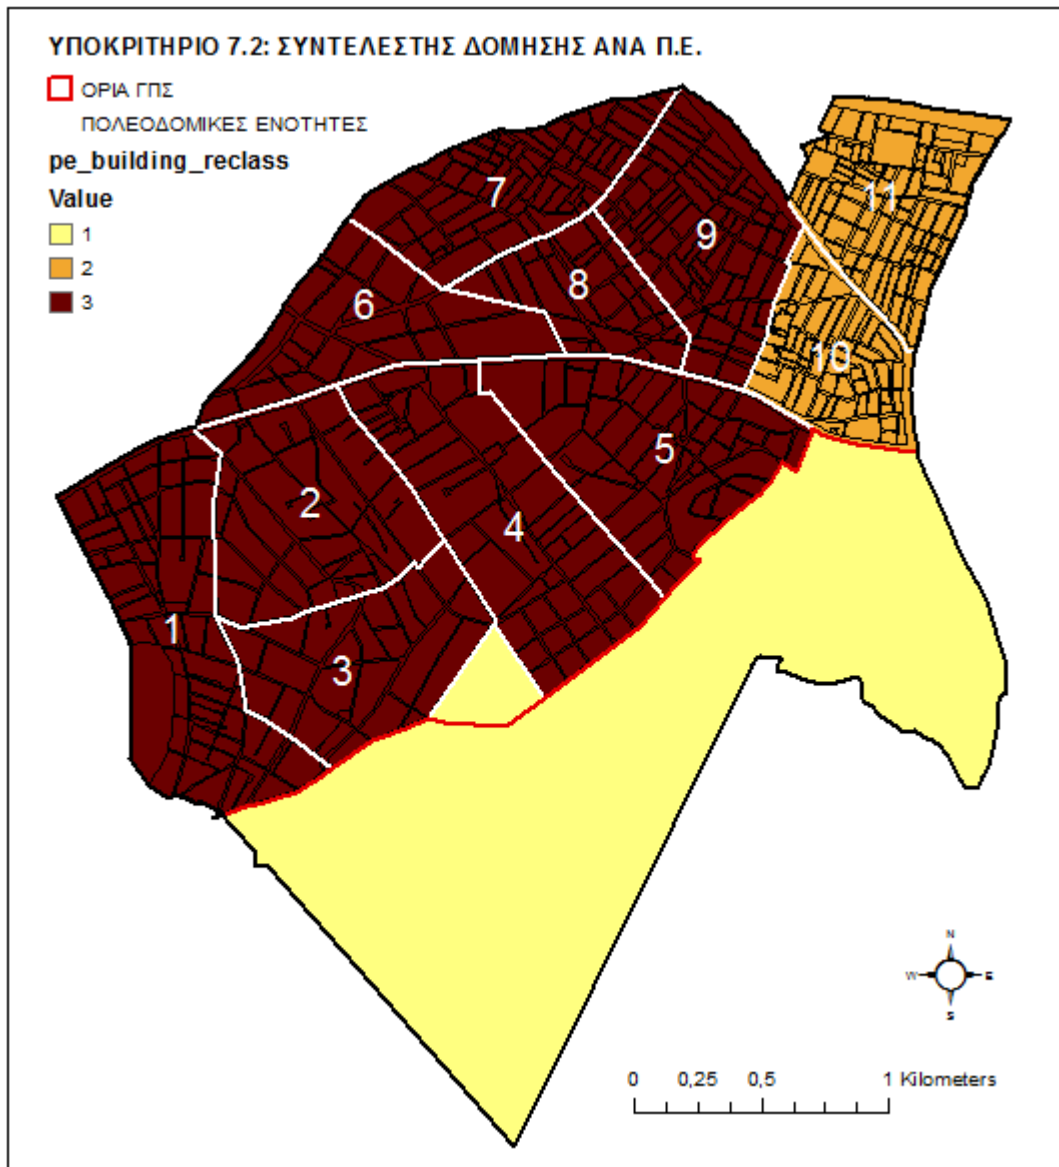 ΥΠΟΚΡΙΤΗΡΙΟ 7.2: ΣΥΝΤΕΛΕΣΤΗΣ ΔΟΜΗΣΗΣ ΑΝΑ Π.Ε.
ΟΡΙΑ ΓΠΣ
ΠΟΛΕΟΔΟΜΙΚΕΣ ΕΝΟΤΗΤΕΣ
pe_building_reclass
Value
1
2
3
7
11
9
8
6
10
5
2
4
1
3
N
W E
S
0 0,25 0,5 1 Kilometers